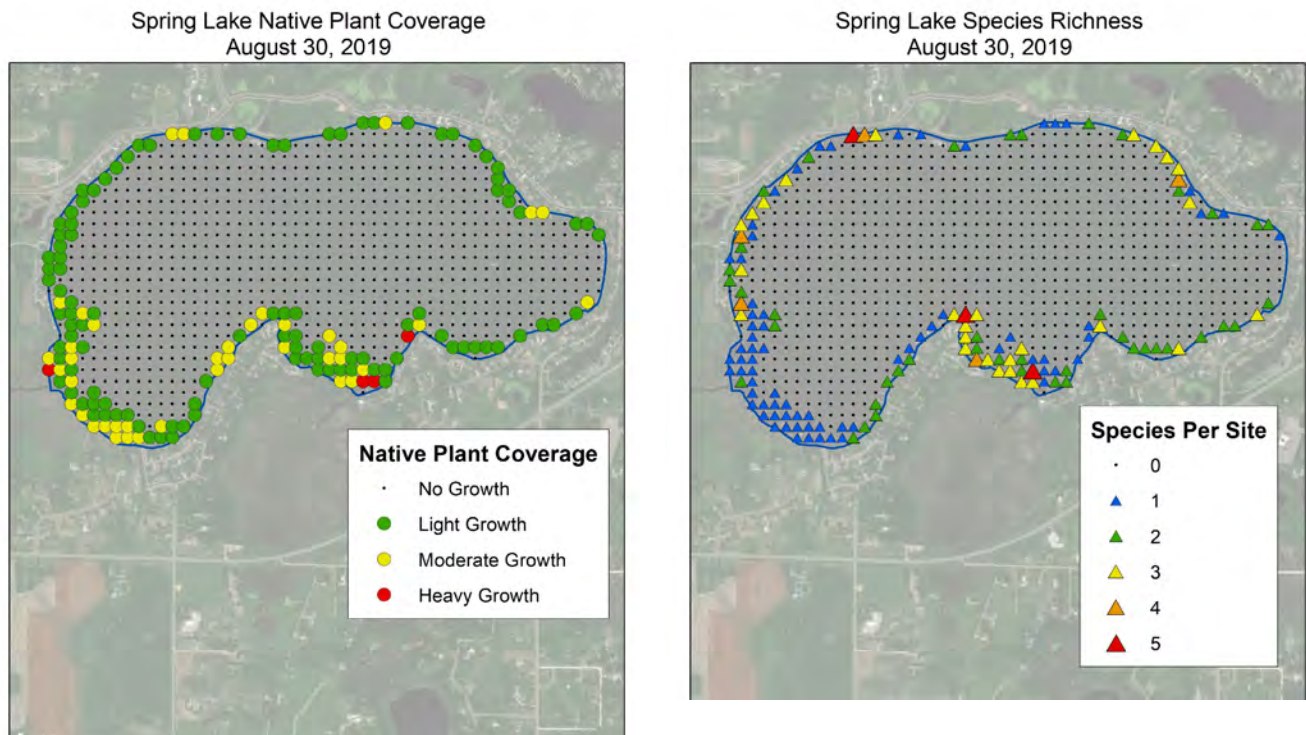 Spring Lake Native Plant Coverage
August 30, 2019
Native Plant Coverage
No Growth
Light Growth
Moderate Growth
Heavy Growth
Spring Lake Species Richness
August 30, 2019
Species Per Site
0
1
2
3
4
5